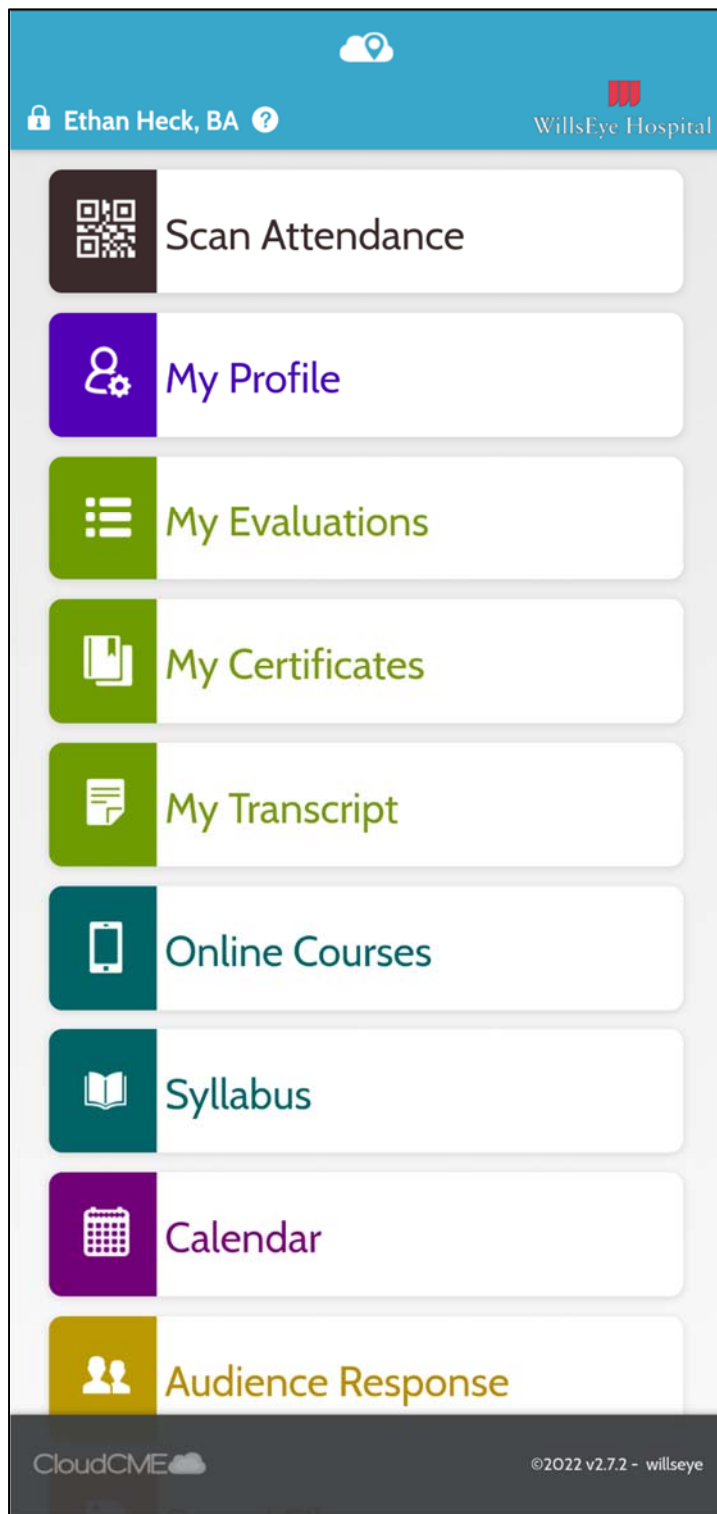 Ethan Heck, BA ?
WillsEye Hospital
Scan Attendance
My Profile
My Evaluations
My Certificates
My Transcript
Online Courses
Syllabus
Calendar
Audience Response
CloudCME
©2022 v2.7.2 - willseye